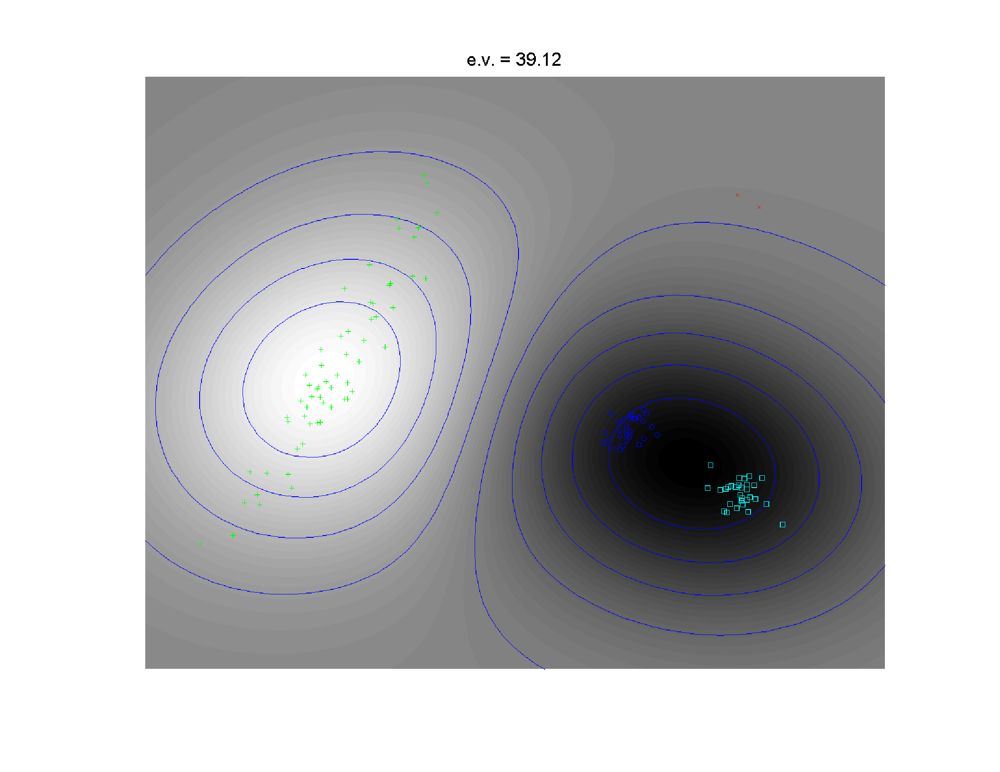 e.v. = 39.12